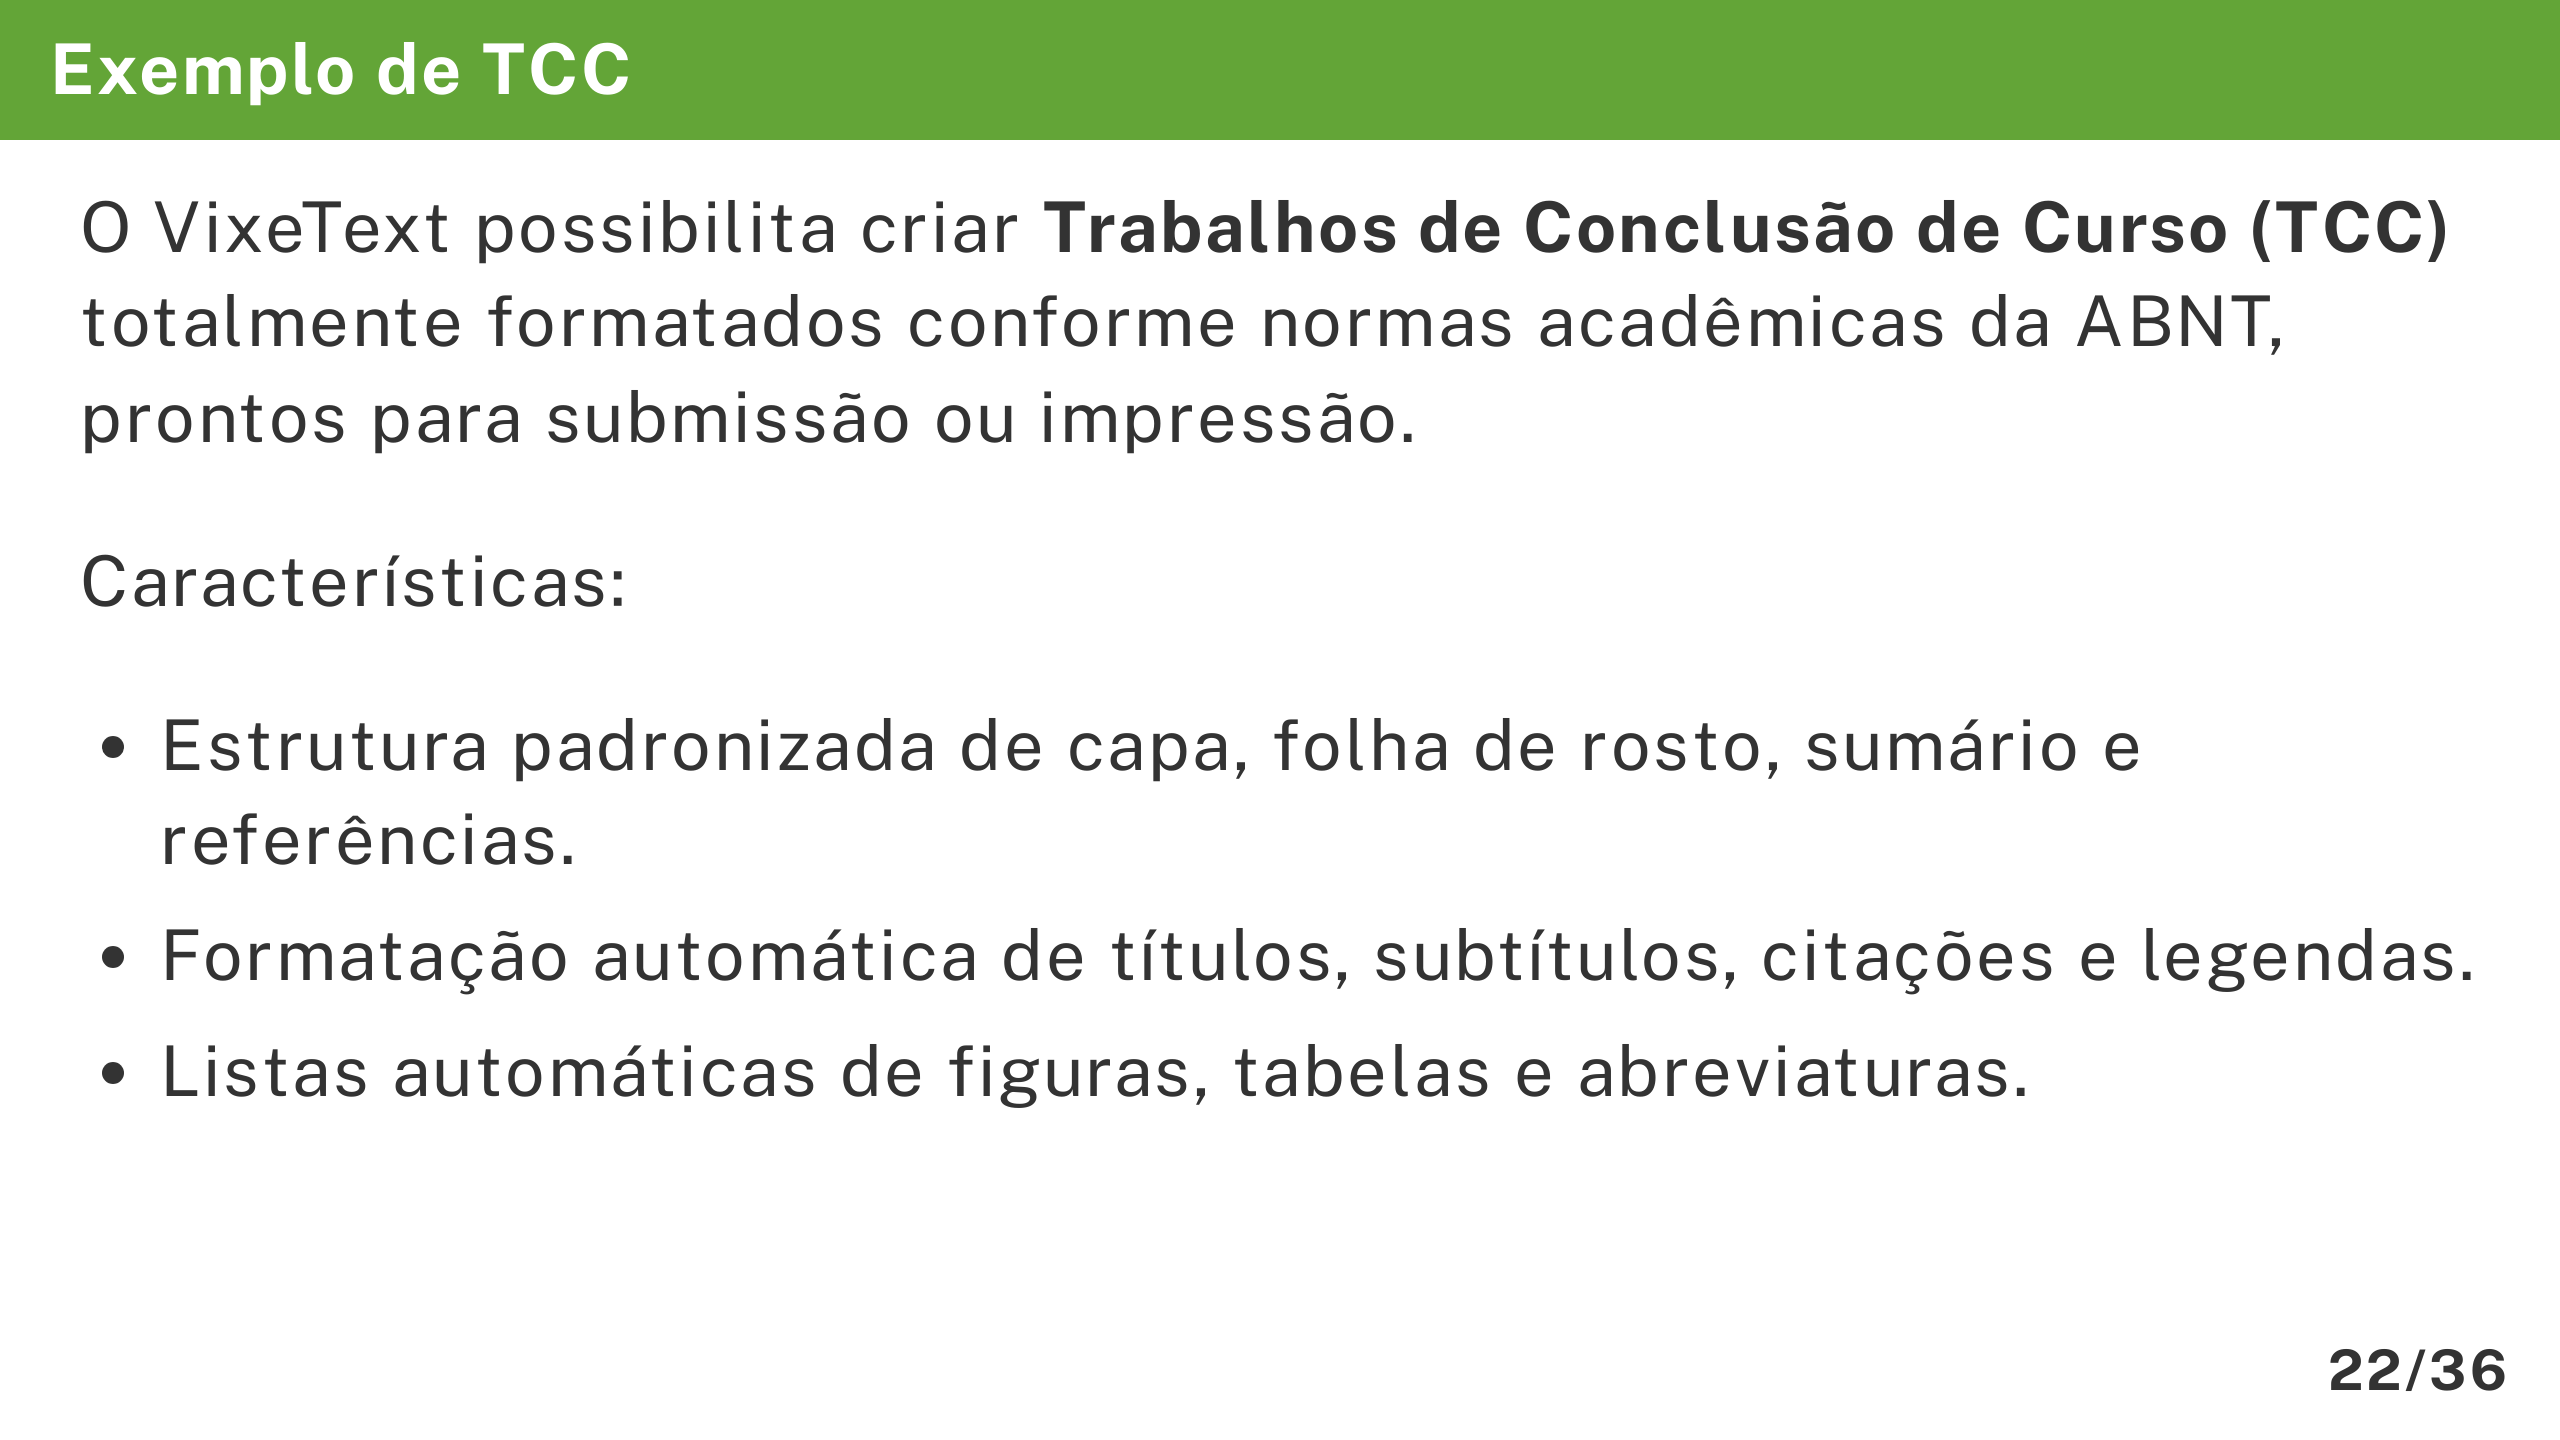 Exemplo de TCC
O VixeText possibilita criar Trabalhos de Conclusão de Curso (TCC)
totalmente formatados conforme normas acadêmicas da ABNT,
prontos para submissão ou impressão.
Características:
• Estrutura padronizada de capa, folha de rosto, sumário e
referências.
• Formatação automática de títulos, subtítulos, citações e legendas.
• Listas automáticas de figuras, tabelas e abreviaturas.
22/36